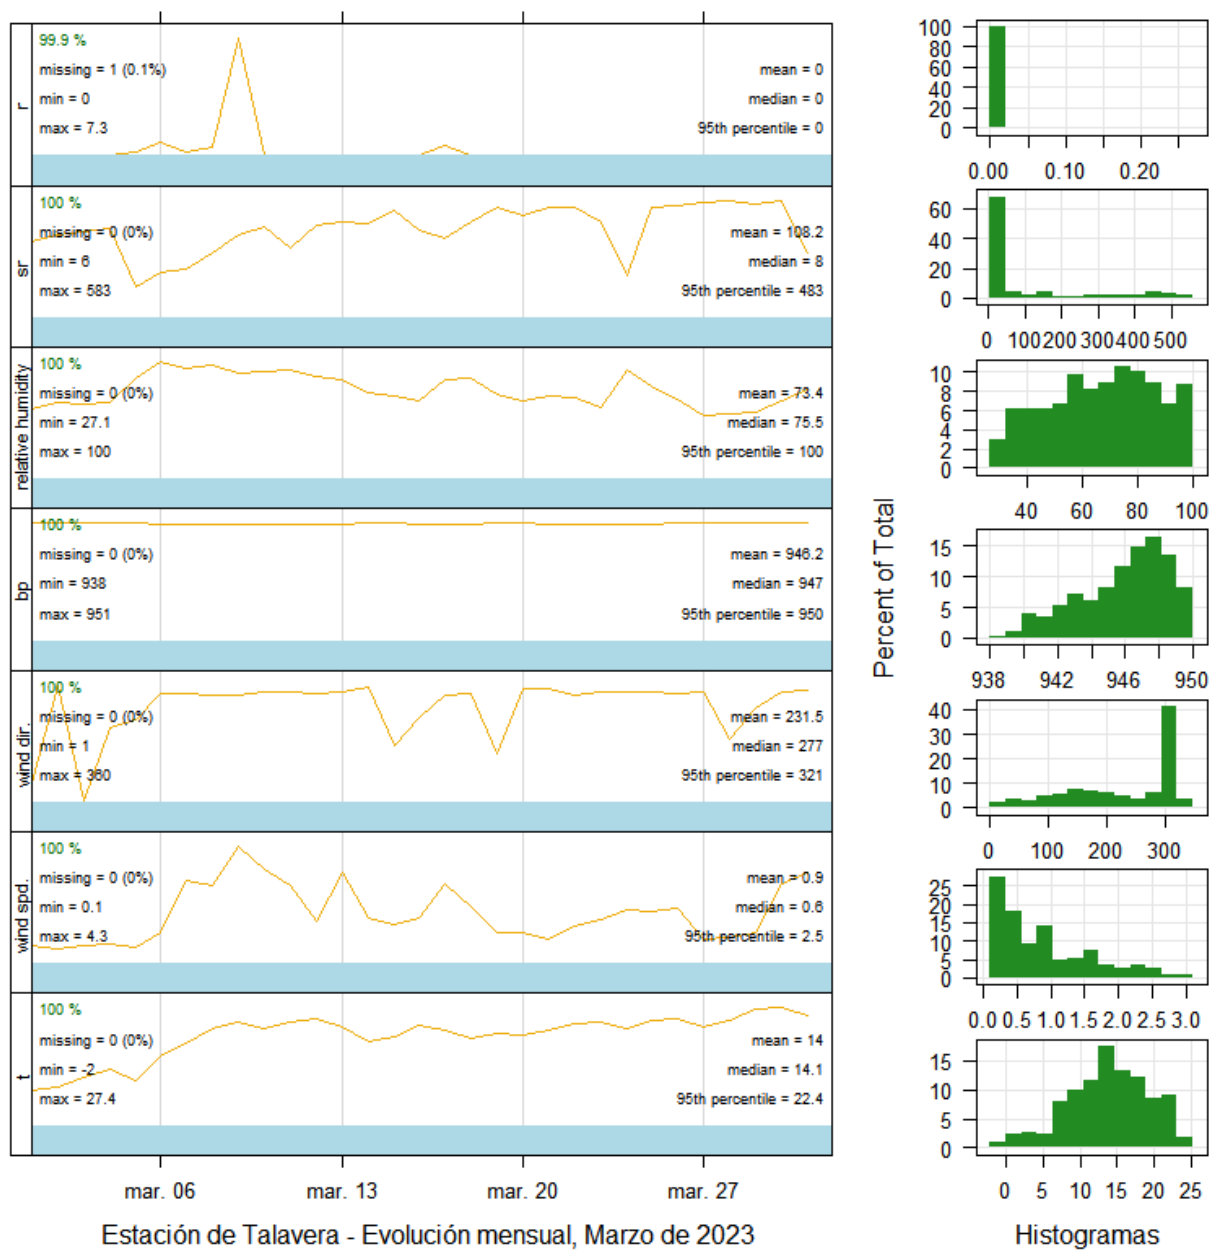 r
99.9 %
missing = 1 (0.1%)
min = 0
max = 7.3
mean = 0
median = 0
95th percentile = 0
sr
100 %
missing = 0 (0%)
min = 6
max = 583
mean = 108.2
median = 8
95th percentile = 483
relative humidity
100 %
missing = 0 (0%)
min = 27.1
max = 100
mean = 73.4
median = 75.5
95th percentile = 100
bp
100 %
missing = 0 (0%)
min = 938
max = 951
mean = 946.2
median = 947
95th percentile = 950
wind dir.
100 %
missing = 0 (0%)
min = 1
max = 360
mean = 231.5
median = 277
95th percentile = 321
wind spd.
100 %
missing = 0 (0%)
min = 0.1
max = 4.3
mean = 0.9
median = 0.6
95th percentile = 2.5
t
100 %
missing = 0 (0%)
min = -2
max = 27.4
mean = 14
median = 14.1
95th percentile = 22.4
mar. 06 mar. 13 mar. 20 mar. 27
Estación de Talavera - Evolución mensual, Marzo de 2023
Percent of Total
100
80
60
40
20
0
0.00 0.10 0.20
60
40
20
0
0 100 200 300 400 500
10
8
6
4
2
0
40 60 80 100
15
10
5
0
938 942 946 950
40
30
20
10
0
0 100 200 300
25
20
15
10
5
0
0.0 0.5 1.0 1.5 2.0 2.5 3.0
15
10
5
0
0 5 10 15 20 25
Histogramas